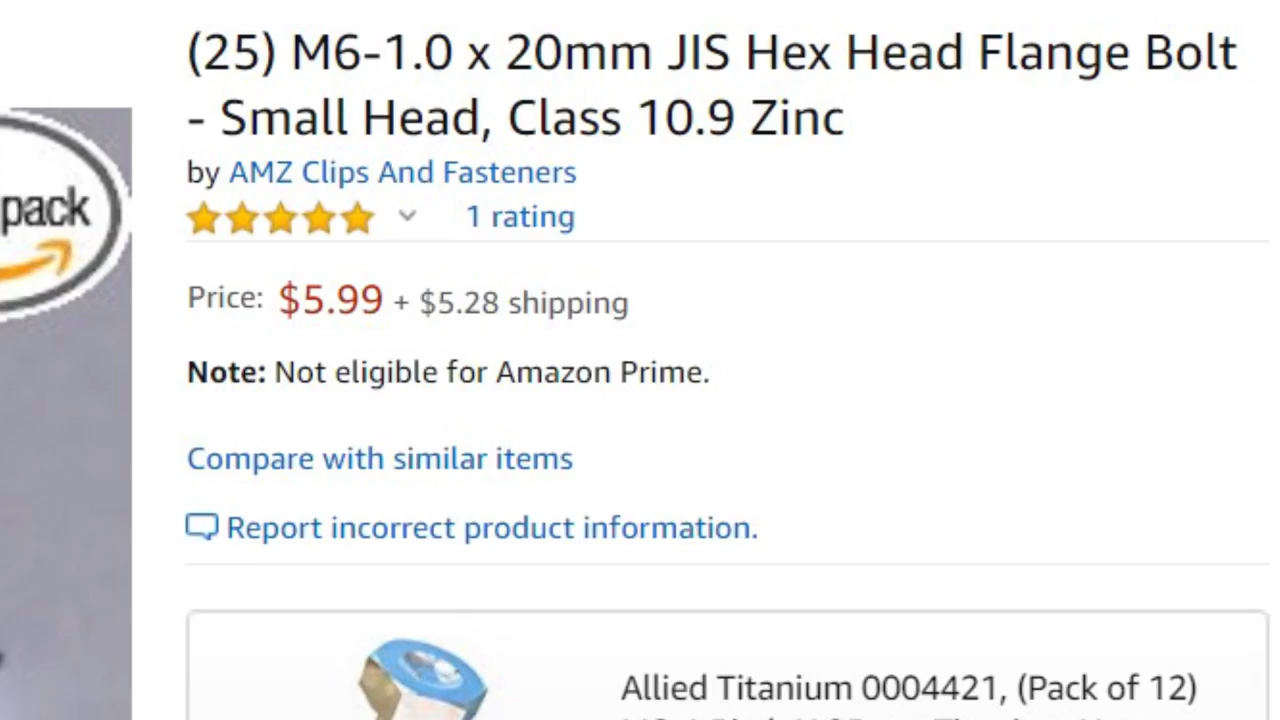 (25) M6-1.0 x 20mm JIS Hex Head Flange Bolt
- Small Head, Class 10.9 Zinc
by AMZ Clips And Fasteners
pack
1 rating
Price: $5.99 + $5.28 shipping
Note: Not eligible for Amazon Prime.
Compare with similar items
Report incorrect product information.
Allied Titanium 0004421, (Pack of 12)